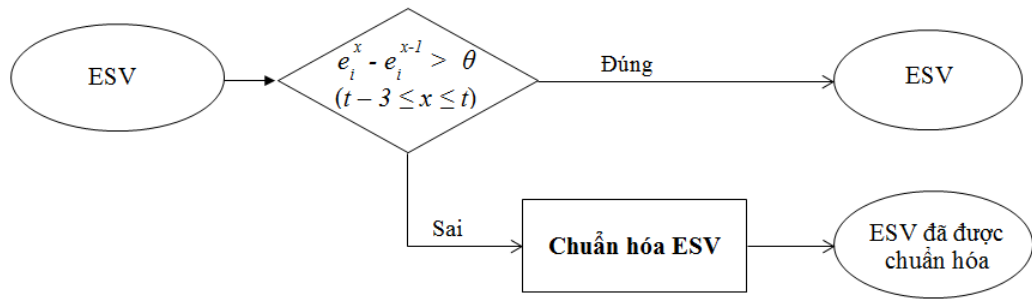 ESV
e_i^x - e_i^{x-1} > θ
(t – 3 ≤ x ≤ t)
Đúng
ESV
Sai
Chuẩn hóa ESV
ESV đã được
chuẩn hóa